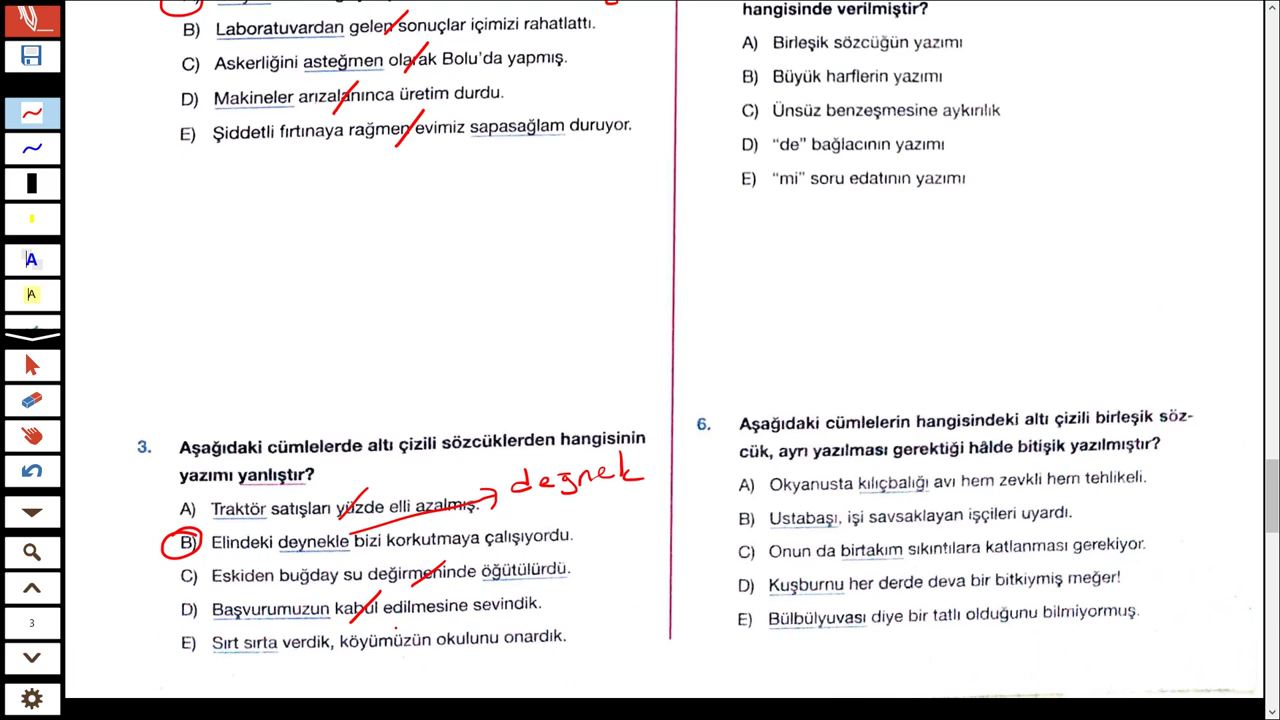 B) Laboratuvardan gelen sonuçlar içimizi rahatlattı.
C) Askerliğini asteğmen olarak Bolu'da yapmış.
D) Makineler arızalanınca üretim durdu.
E) Şiddetli fırtınaya rağmen evimiz sapasağlam duruyor.
3. Aşağıdaki cümlelerde altı çizili sözcüklerden hangisinin
yazımı yanlıştır?
değnek
A) Traktör satışları yüzde elli azalmış.
B) Elindeki deynekle bizi korkutmaya çalışıyordu.
C) Eskiden buğday su değirmeninde öğütülürdü.
D) Başvurumuzun kabul edilmesine sevindik.
E) Sırt sırta verdik, köyümüzün okulunu onardık.
hangisinde verilmiştir?
A) Birleşik sözcüğün yazımı
B) Büyük harflerin yazımı
C) Ünsüz benzeşmesine aykırılık
D) "de" bağlacının yazımı
E) "mi" soru edatının yazımı
6. Aşağıdaki cümlelerin hangisindeki altı çizili birleşik söz-
cük, ayrı yazılması gerektiği hâlde bitişik yazılmıştır?
A) Okyanusta kılıçbalığı avı hem zevkli hem tehlikeli.
B) Ustabaşı, işi savsaklayan işçileri uyardı.
C) Onun da birtakım sıkıntılara katlanması gerekiyor.
D) Kuşburnu her derde deva bir bitkiymiş meğer!
E) Bülbülyuvası diye bir tatlı olduğunu bilmiyormuş.
A
A
3